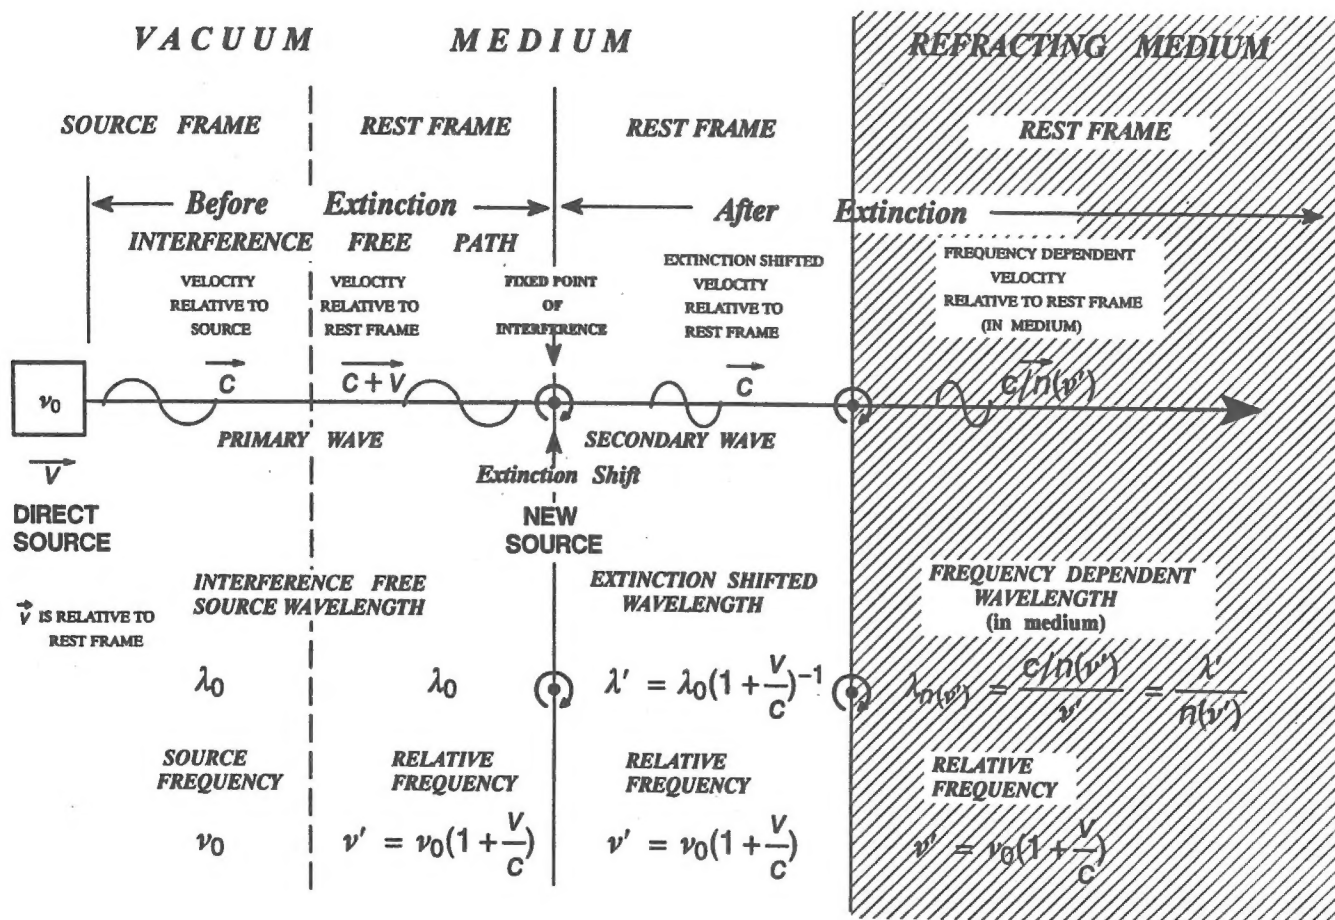 VACUUM MEDIUM
REFRACTING MEDIUM
SOURCE FRAME
REST FRAME
REST FRAME
REST FRAME
Before Extinction
After Extinction
INTERFERENCE FREE PATH
VELOCITY
RELATIVE TO
SOURCE
VELOCITY
RELATIVE TO
REST FRAME
FIXED POINT
OF
INTERFERENCE
EXTINCTION SHIFTED
VELOCITY
RELATIVE TO
REST FRAME
FREQUENCY DEPENDENT
VELOCITY
RELATIVE TO REST FRAME
(IN MEDIUM)
ν₀
c
c + v
c
c/n(ν′)
PRIMARY WAVE
SECONDARY WAVE
v
Extinction Shift
DIRECT
SOURCE
NEW
SOURCE
v IS RELATIVE TO
REST FRAME
INTERFERENCE FREE
SOURCE WAVELENGTH
EXTINCTION SHIFTED
WAVELENGTH
FREQUENCY DEPENDENT
WAVELENGTH
(in medium)
λ₀
λ₀
λ′ = λ₀(1 + v/c)⁻¹
λn(ν′) = c/n(ν′)/ν′ = λ′/n(ν′)
SOURCE
FREQUENCY
RELATIVE
FREQUENCY
RELATIVE
FREQUENCY
RELATIVE
FREQUENCY
ν₀
ν′ = ν₀(1 + v/c)
ν′ = ν₀(1 + v/c)
ν′ = ν₀(1 + v/c)